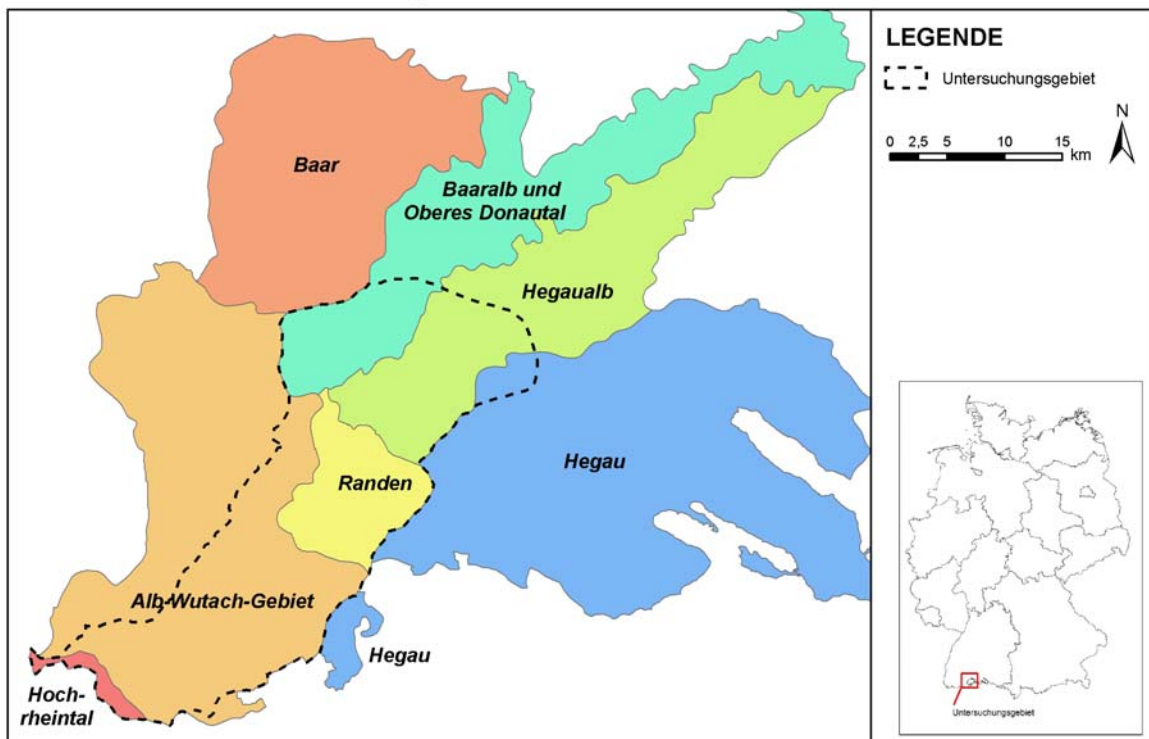 Baar
Baaralb und
Oberes Donautal
Hegaualb
Hegau
Randen
Alb-Wutach-Gebiet
Hegau
Hoch-
rheintal
LEGENDE
Untersuchungsgebiet
N
0 2,5 5 10 15
km
Untersuchungsgebiet